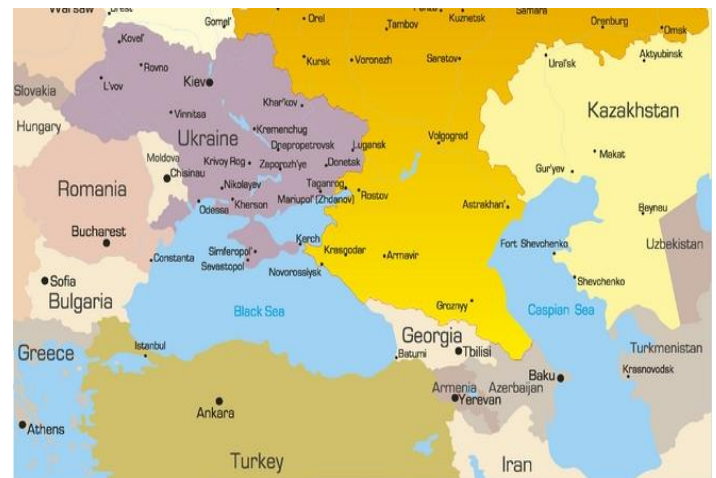 Warsaw
Brest
Gomel'
Orel
Tambov
Penza
Kuznetsk
Samara
Orenburg
Omsk
Kovel'
Rovno
Kursk
Voronezh
Saratov
Ural'sk
Aktyubinsk
L'vov
Kiev
Slovakia
Khar'kov
Vinnitsa
Kazakhstan
Hungary
Ukraine
Kremenchug
Volgograd
Dnepropetrovsk
Lugansk
Moldova
Chisinau
Krivoy Rog
Zaporozh'ye
Donetsk
Makat
Gur'yev
Romania
Nikolayev
Taganrog
Mariupol' (Zhdanov)
Rostov
Odessa
Kherson
Astrakhan'
Beyneu
Bucharest
Kerch
Simferopol'
Sevastopol
Krasgodar
Armavir
Fort Shevchenko
Uzbekistan
Constanta
Novorossiysk
Sofia
Shevchenko
Bulgaria
Black Sea
Groznyy
Caspian Sea
Georgia
Istanbul
Batumi
Tbilisi
Greece
Turkmenistan
Krasnovodsk
Baku
Armenia
Azerbaijan
Yerevan
Ankara
Athens
Turkey
Iran